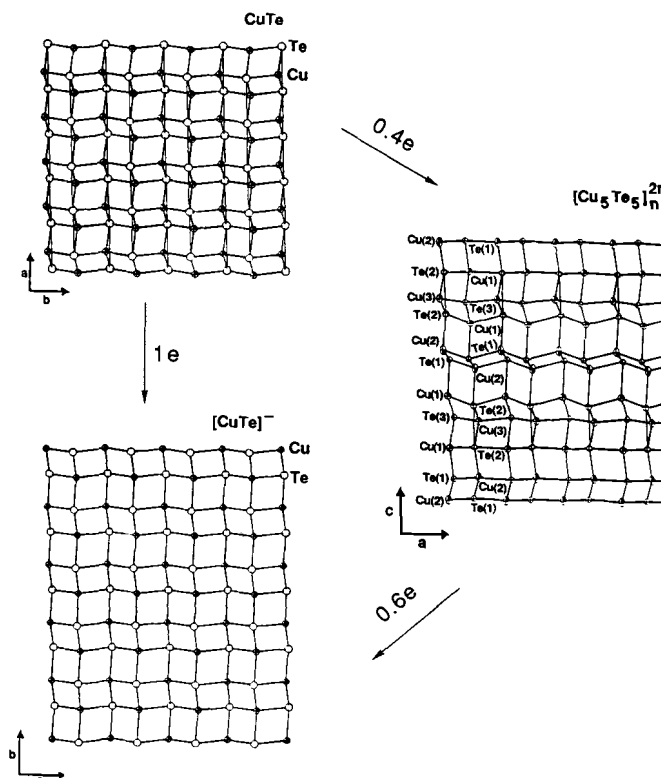 CuTe
Te
Cu
a
b
0.4e
[Cu5Te5]n2n
Cu(2)
Te(1)
Te(2)
Cu(1)
Cu(3)
Te(3)
Te(2)
Cu(1)
Cu(2)
Te(1)
Te(1)
Cu(2)
Cu(1)
Te(2)
Te(3)
Cu(3)
Cu(1)
Te(2)
Te(1)
Cu(2)
Cu(2)
Te(1)
c
a
1e
[CuTe]−
Cu
Te
0.6e
b